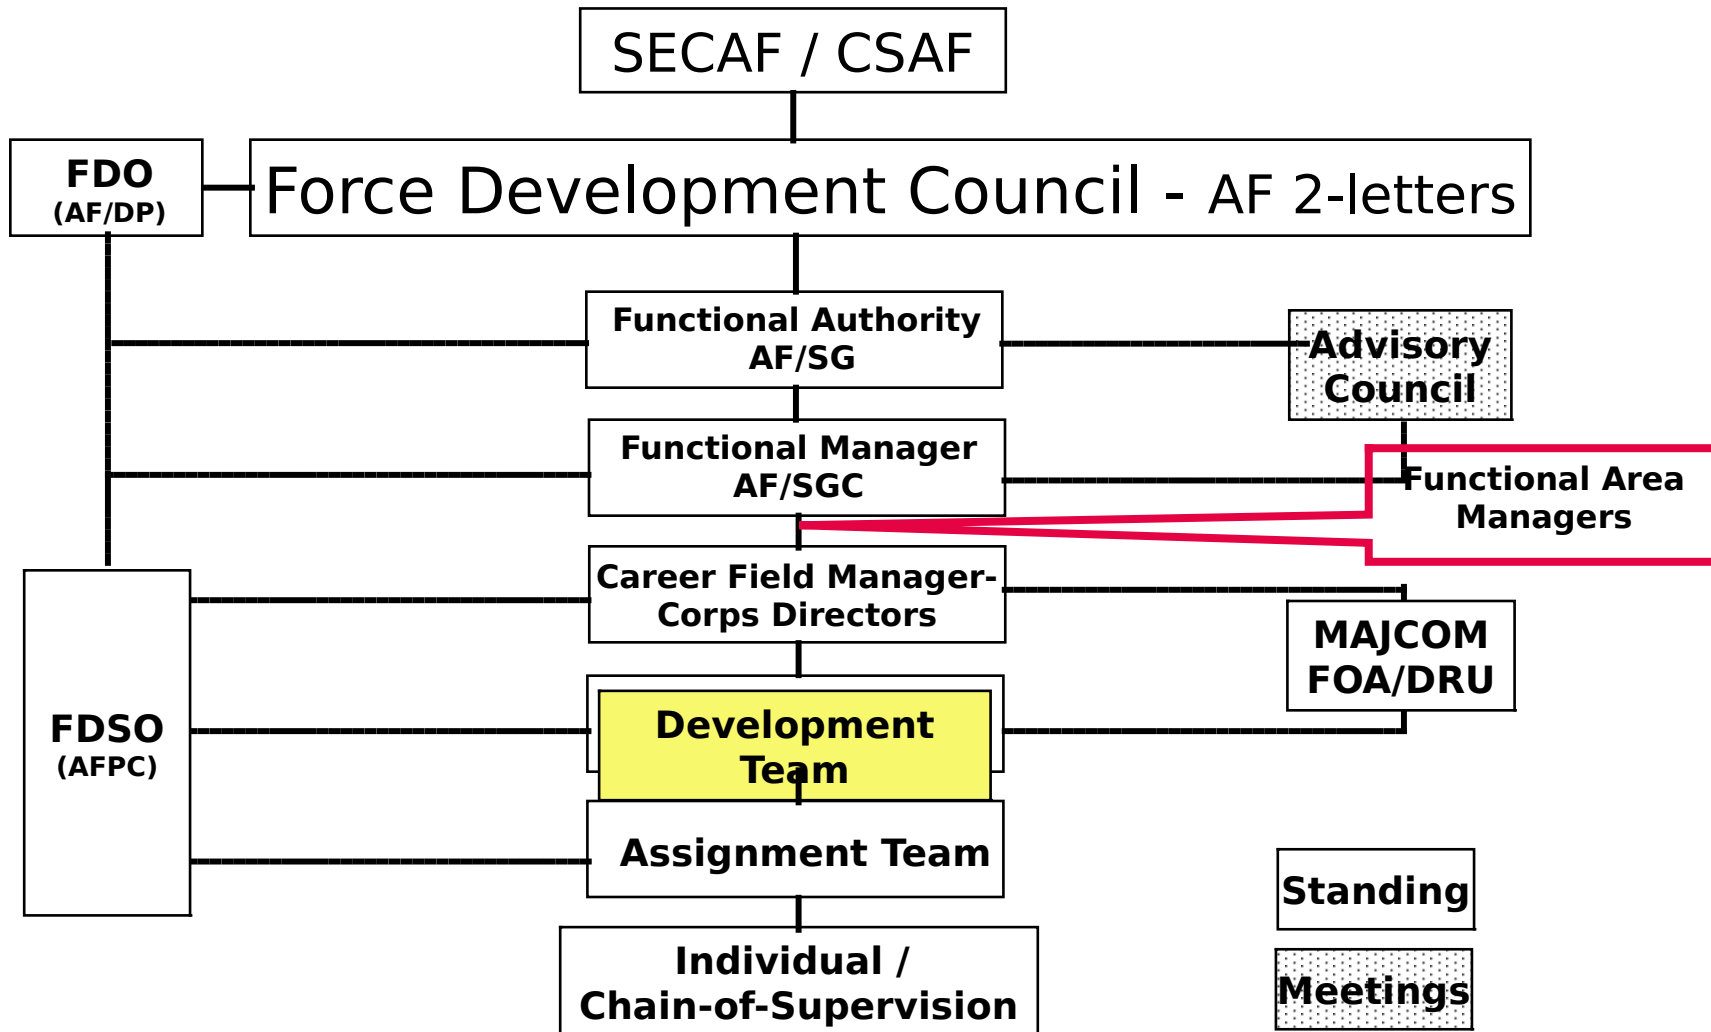 SECAF / CSAF
FDO
(AF/DP)
Force Development Council - AF 2-letters
Functional Authority
AF/SG
Advisory
Council
Functional Manager
AF/SGC
Functional Area
Managers
Career Field Manager-
Corps Directors
MAJCOM
FOA/DRU
FDSO
(AFPC)
Development
Team
Assignment Team
Standing
Individual /
Chain-of-Supervision
Meetings